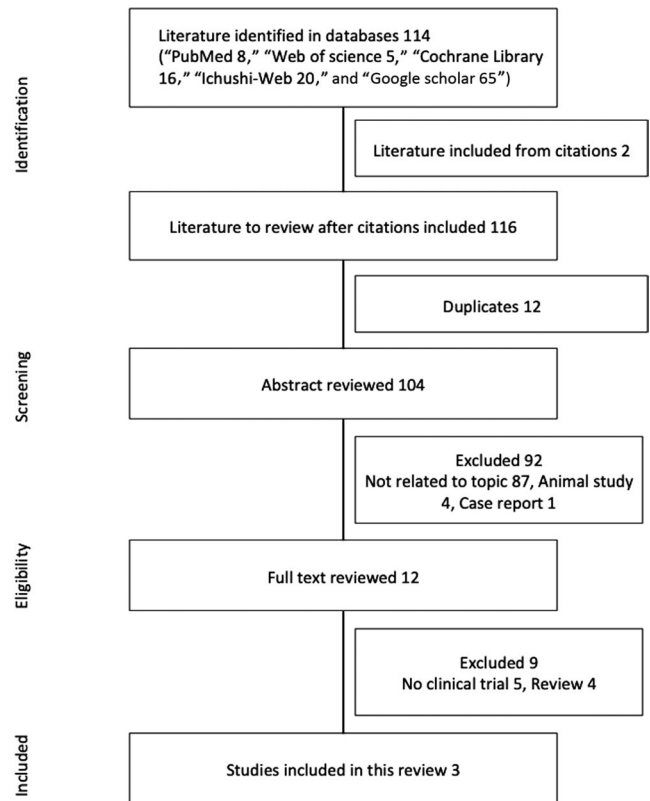 Literature identified in databases 114
(“PubMed 8,” “Web of science 5,” “Cochrane Library
16,” “Ichushi-Web 20,” and “Google scholar 65”)
Identification
Literature included from citations 2
Literature to review after citations included 116
Duplicates 12
Screening
Abstract reviewed 104
Excluded 92
Not related to topic 87, Animal study
4, Case report 1
Eligibility
Full text reviewed 12
Excluded 9
No clinical trial 5, Review 4
Included
Studies included in this review 3